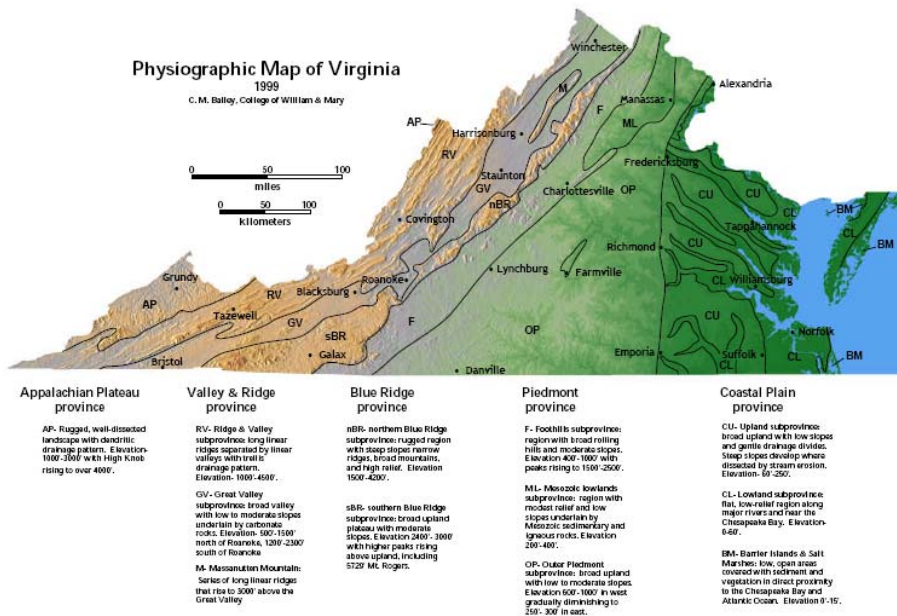 Physiographic Map of Virginia
1999
C. M. Bailey, College of William & Mary
0 50 100
miles
0 50 100
kilometers
Winchester
Alexandria
M
F
Manassas
AP
Harrisonburg
ML
RV
Fredericksburg
Staunton
GV
Charlottesville
OP
CU
CU
nBR
CL
BM
Covington
Tappahannock
CL
BM
Richmond
CU
Grundy
Roanoke
Lynchburg
Farmville
CL
Williamsburg
RV
Blacksburg
AP
Tazewell
CU
GV
F
sBR
OP
Norfolk
Bristol
Galax
Emporia
CU
Suffolk
CL
CL
BM
Danville
Appalachian Plateau
province
AP- Rugged, well-dissected
landscape with dendritic
drainage pattern. Elevation-
1000'-3000' with High Knob
rising to over 4000'.
Valley & Ridge
province
RV- Ridge & Valley
subprovince: long linear
ridges separated by linear
valleys with trellis
drainage pattern.
Elevation- 1000'-4500'.
GV- Great Valley
subprovince: broad valley
with low to moderate slopes
underlain by carbonate
rocks. Elevation- 500'-1500'
north of Roanoke, 1200'-2300'
south of Roanoke
M- Massanutten Mountain:
Series of long linear ridges
that rise to 3000' above the
Great Valley
Blue Ridge
province
nBR- northern Blue Ridge
subprovince: rugged region
with steep slopes narrow
ridges, broad mountains,
and high relief. Elevation
1500'-4200'.
sBR- southern Blue Ridge
subprovince: broad upland
plateau with moderate
slopes. Elevation 2400'- 3000'
with higher peaks rising
above upland, including
5729' Mt. Rogers.
Piedmont
province
F- Foothills subprovince:
region with broad rolling
hills and moderate slopes.
Elevation 400'-1000' with
peaks rising to 1500'-2500'.
ML- Mesozoic lowlands
subprovince: region with
modest relief and low
slopes underlain by
Mesozoic sedimentary and
igneous rocks. Elevation
200'-400'.
OP- Outer Piedmont
subprovince: broad upland
with low to moderate slopes.
Elevation 600'-1000' in west
gradually diminishing to
250'- 300' in east.
Coastal Plain
province
CU- Upland subprovince:
broad upland with low slopes
and gentle drainage divides.
Steep slopes develop where
dissected by stream erosion.
Elevation- 60'-250'.
CL- Lowland subprovince:
flat, low-relief region along
major rivers and near the
Chesapeake Bay. Elevation-
0-60'.
BM- Barrier Islands & Salt
Marshes: low, open areas
covered with sediment and
vegetation in direct proximity
to the Chesapeake Bay and
Atlantic Ocean. Elevation 0'-15'.